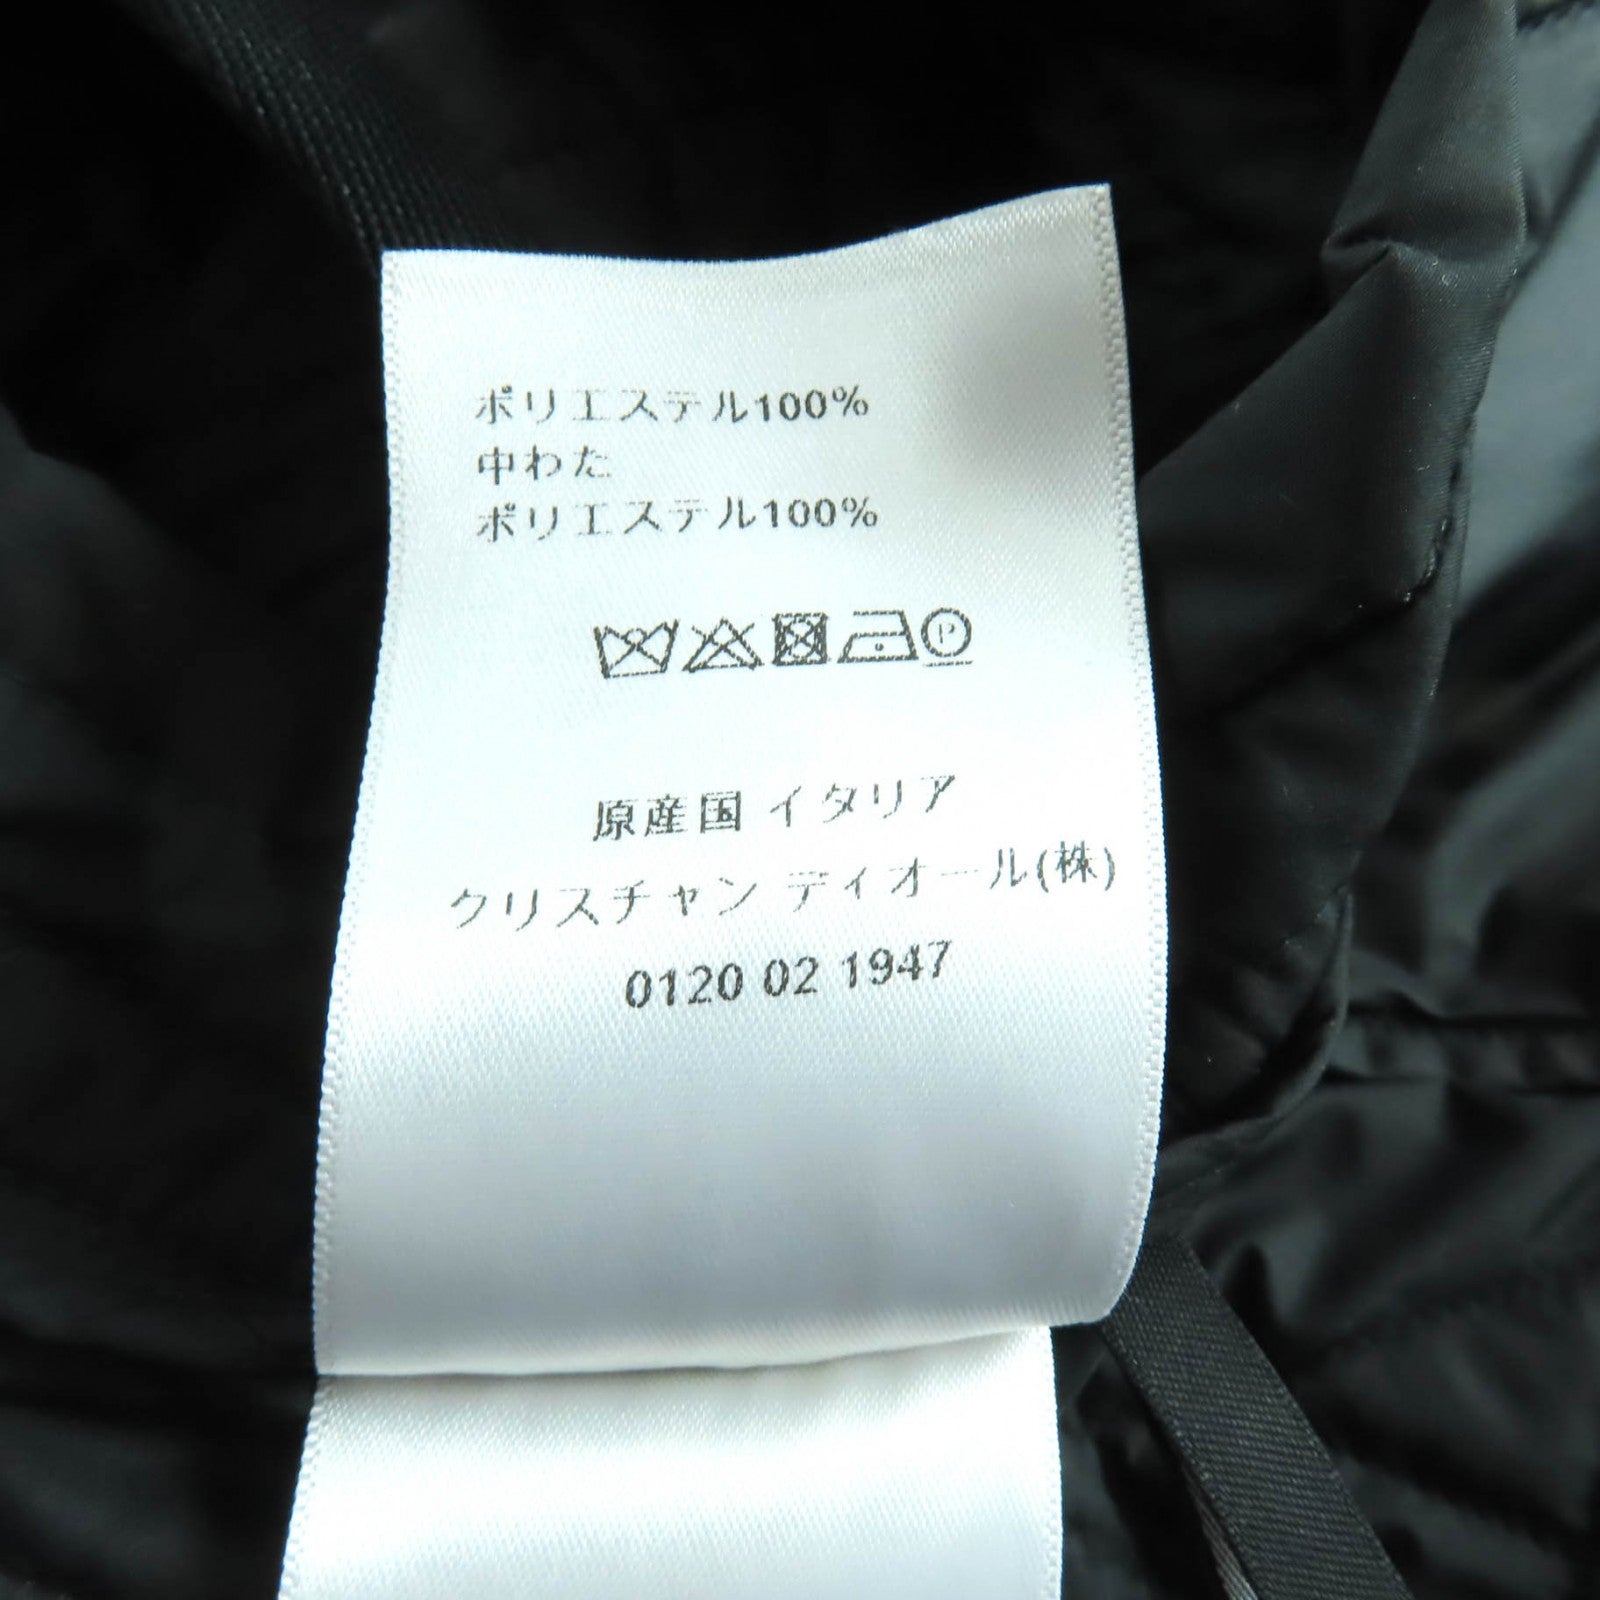 ポリエステル100%
中わた
ポリエステル100%
P
原産国 イタリア
クリスチャン ディオール(株)
0120 02 1947